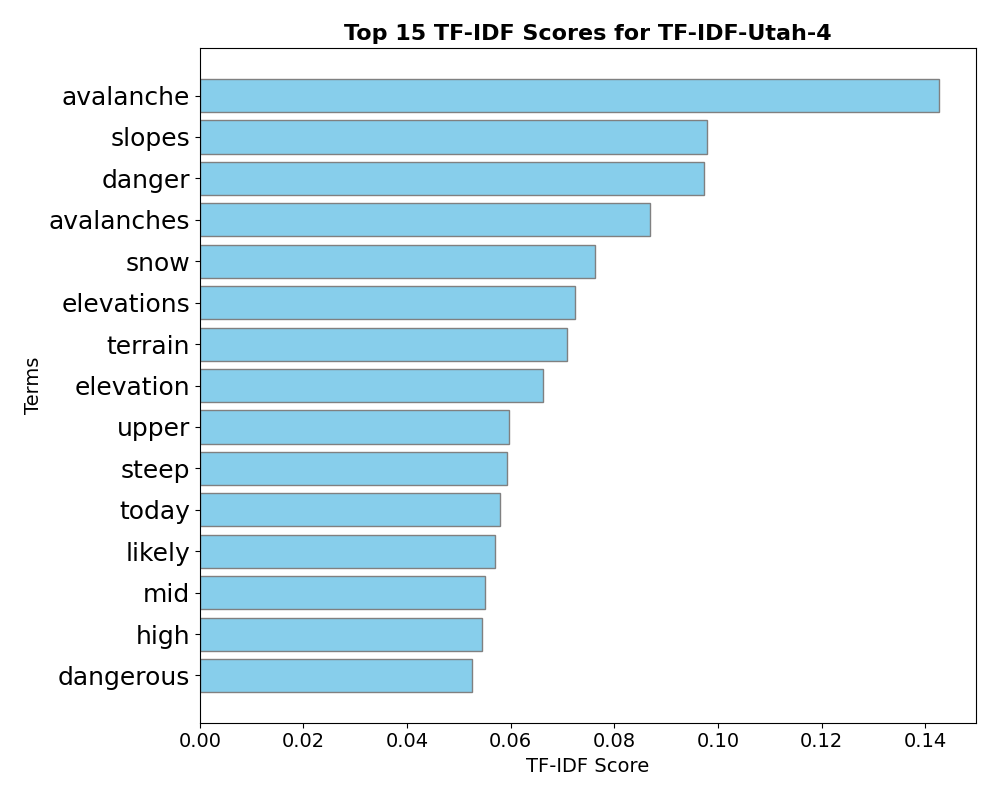 Top 15 TF-IDF Scores for TF-IDF-Utah-4
avalanche
slopes
danger
avalanches
snow
elevations
terrain
elevation
upper
steep
today
likely
mid
high
dangerous
Terms
0.00 0.02 0.04 0.06 0.08 0.10 0.12 0.14
TF-IDF Score